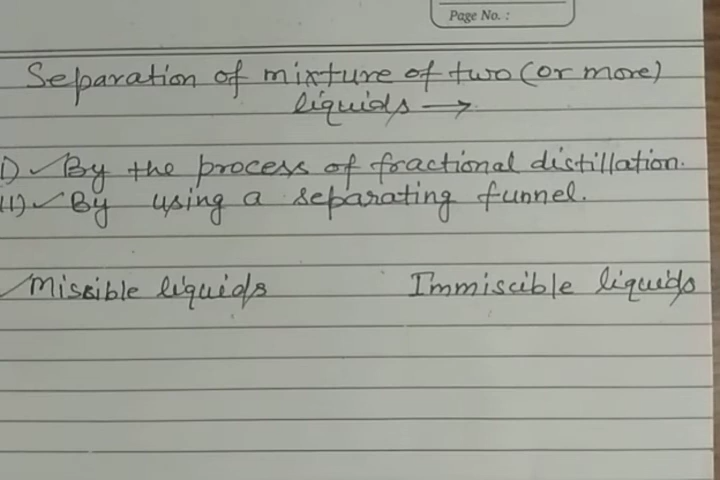 Page No. :
Separation of mixture of two (or more)
liquids →
I) ✓ By the process of fractional distillation.
II) ✓ By using a separating funnel.
✓ Miscible liquids Immiscible liquids